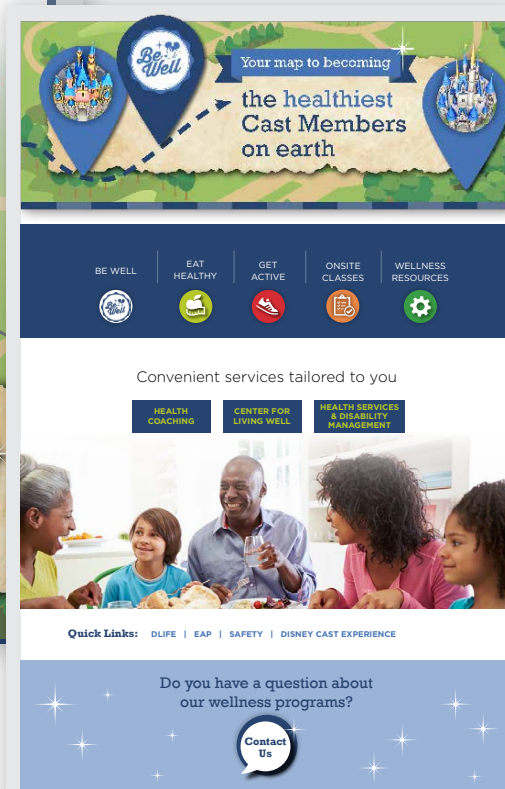 Be
Well
Your map to becoming
the healthiest
Cast Members
on earth
BE WELL
EAT
HEALTHY
GET
ACTIVE
ONSITE
CLASSES
WELLNESS
RESOURCES
Be
Well
Convenient services tailored to you
HEALTH
COACHING
CENTER FOR
LIVING WELL
HEALTH SERVICES
& DISABILITY
MANAGEMENT
Quick Links: DLIFE | EAP | SAFETY | DISNEY CAST EXPERIENCE
Do you have a question about
our wellness programs?
Contact
Us